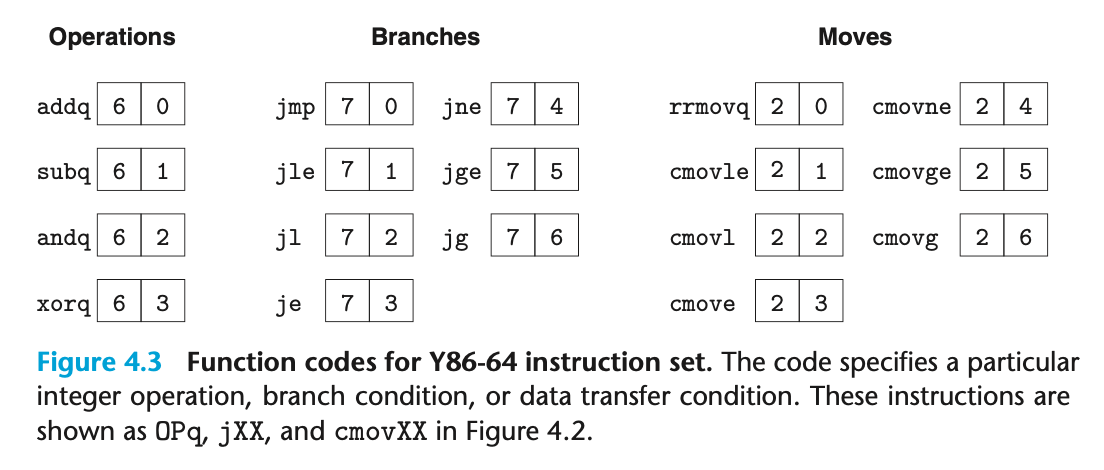 Operations Branches Moves
addq 6 0 jmp 7 0 jne 7 4 rrmovq 2 0 cmovne 2 4
subq 6 1 jle 7 1 jge 7 5 cmovle 2 1 cmovge 2 5
andq 6 2 jl 7 2 jg 7 6 cmovl 2 2 cmovg 2 6
xorq 6 3 je 7 3 cmove 2 3
Figure 4.3 Function codes for Y86-64 instruction set. The code specifies a particular
integer operation, branch condition, or data transfer condition. These instructions are
shown as OPq, jXX, and cmovXX in Figure 4.2.